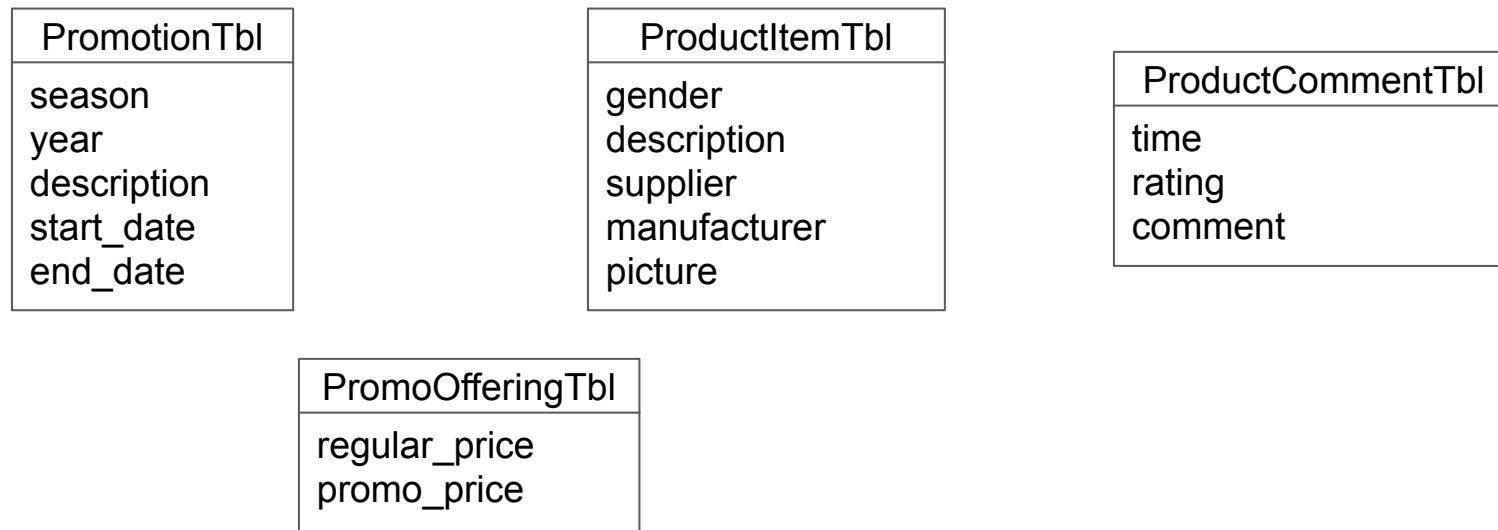 PromotionTbl
season
year
description
start_date
end_date
ProductItemTbl
gender
description
supplier
manufacturer
picture
ProductCommentTbl
time
rating
comment
PromoOfferingTbl
regular_price
promo_price